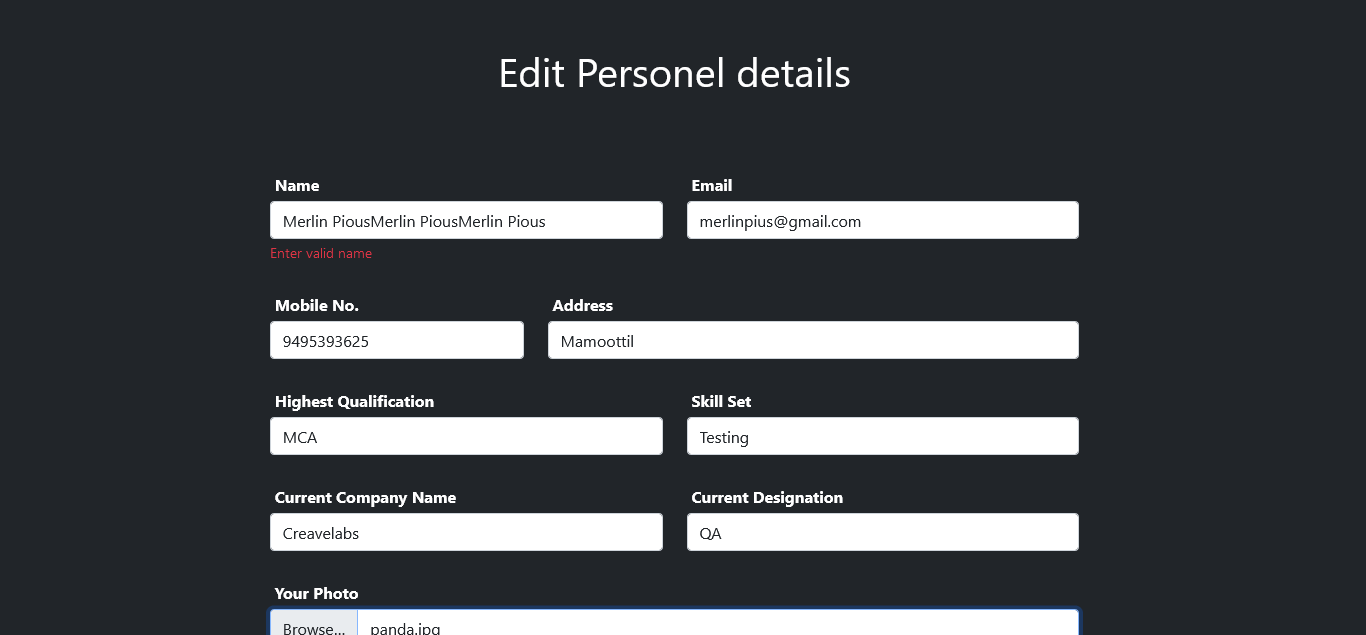 Edit Personel details
Name Email
Merlin PiousMerlin PiousMerlin Pious merlinpius@gmail.com
Enter valid name
Mobile No. Address
9495393625 Mamoottil
Highest Qualification Skill Set
MCA Testing
Current Company Name Current Designation
Creavelabs QA
Your Photo
Browse... panda.jpg